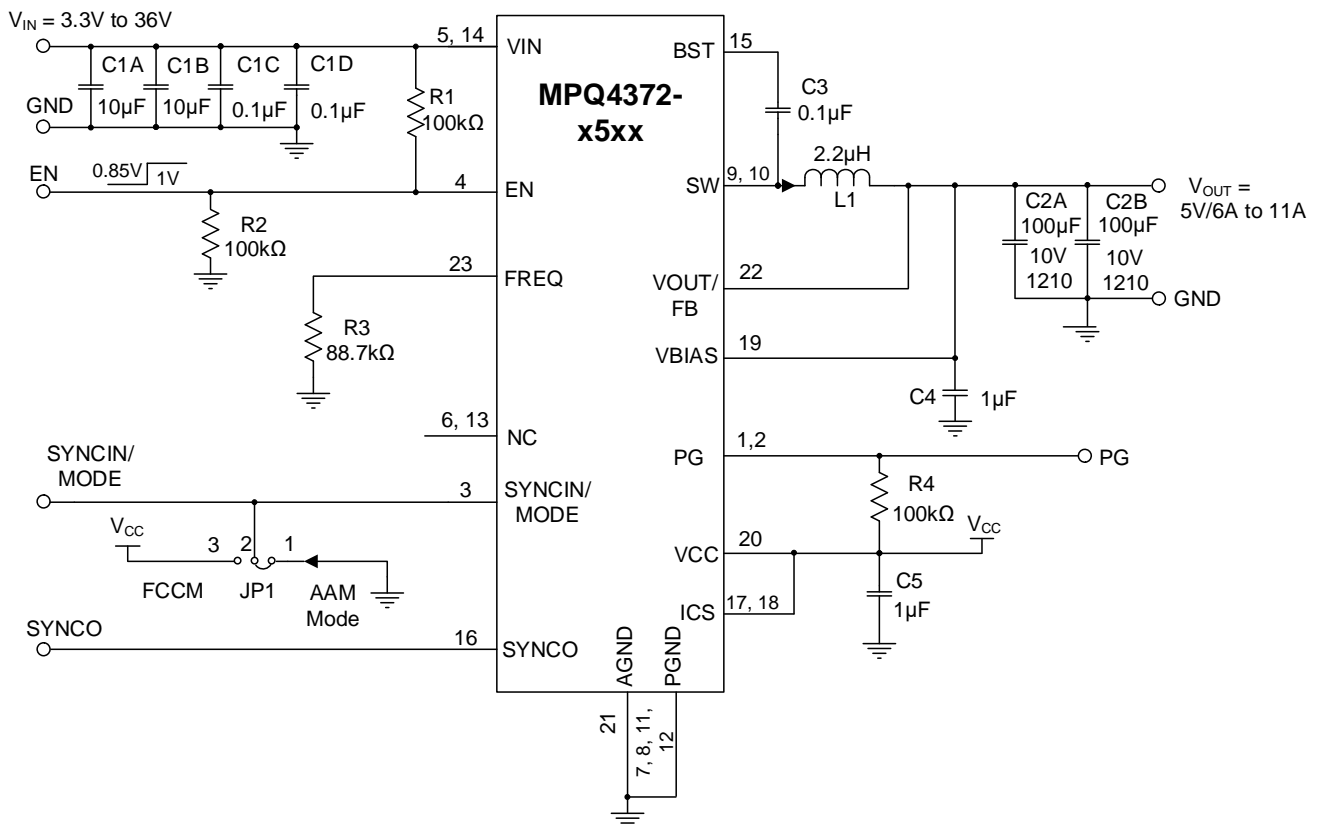 V_IN = 3.3V to 36V
5, 14
VIN
C1A
C1B
C1C
C1D
10µF
10µF
0.1µF
0.1µF
GND
R1
100kΩ
MPQ4372-
x5xx
BST
15
C3
0.1µF
EN
0.85V
1V
4
EN
R2
100kΩ
SW
9, 10
2.2µH
L1
C2A
100µF
10V
1210
C2B
100µF
10V
1210
V_OUT =
5V/6A to 11A
GND
23
FREQ
R3
88.7kΩ
VOUT/
FB
22
VBIAS
19
C4
1µF
6, 13
NC
PG
1,2
PG
R4
100kΩ
SYNCIN/
MODE
3
SYNCIN/
MODE
V_CC
3
2
1
FCCM
JP1
AAM
Mode
VCC
20
V_CC
C5
1µF
ICS
17, 18
SYNCO
16
SYNCO
AGND
PGND
21
7, 8, 11,
12